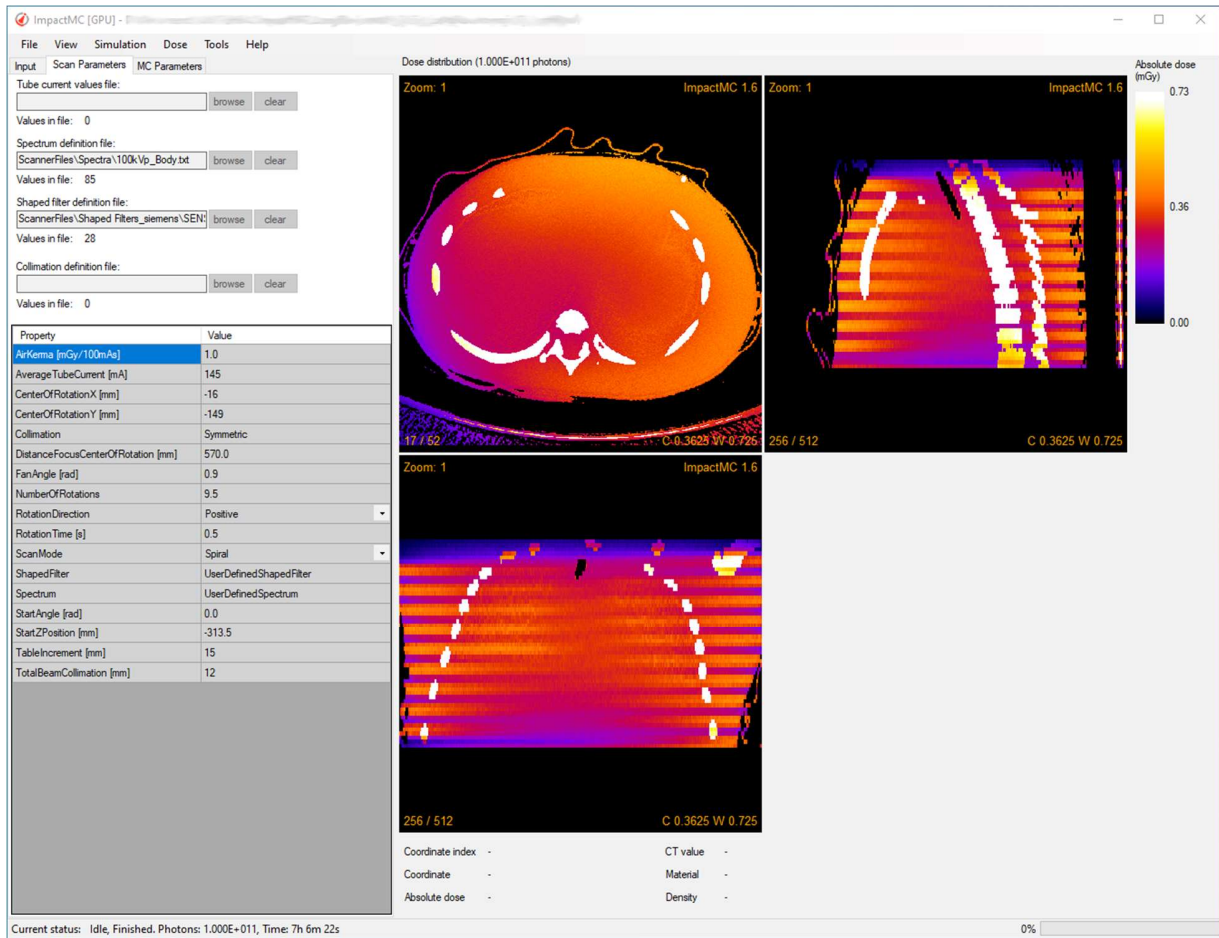 ImpactMC [GPU] -
File View Simulation Dose Tools Help
Input Scan Parameters MC Parameters
Tube current values file:
browse clear
Values in file: 0
Spectrum definition file:
ScannerFiles\Spectra\100kVp_Body.txt browse clear
Values in file: 85
Shaped filter definition file:
ScannerFiles\Shaped Filters_siemens\SEN browse clear
Values in file: 28
Collimation definition file:
browse clear
Values in file: 0
Property Value
AirKerma [mGy/100mAs] 1.0
AverageTubeCurrent [mA] 145
CenterOfRotationX [mm] -16
CenterOfRotationY [mm] -149
Collimation Symmetric
DistanceFocusCenterOfRotation [mm] 570.0
FanAngle [rad] 0.9
NumberOfRotations 9.5
RotationDirection Positive
RotationTime [s] 0.5
ScanMode Spiral
ShapedFilter UserDefinedShapedFilter
Spectrum UserDefinedSpectrum
StartAngle [rad] 0.0
StartZPosition [mm] -313.5
TableIncrement [mm] 15
TotalBeamCollimation [mm] 12
Dose distribution (1.000E+011 photons)
Zoom: 1 ImpactMC 1.6
17 / 52 C 0.3625 W 0.725
Zoom: 1 ImpactMC 1.6
256 / 512 C 0.3625 W 0.725
Absolute dose
(mGy)
0.73
0.36
0.00
Zoom: 1 ImpactMC 1.6
256 / 512 C 0.3625 W 0.725
Coordinate index - CT value -
Coordinate - Material -
Absolute dose - Density -
Current status: Idle, Finished. Photons: 1.000E+011, Time: 7h 6m 22s 0%